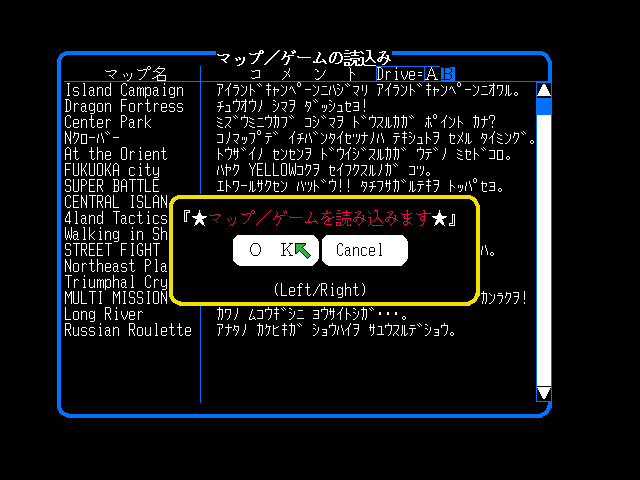 マップ／ゲームの読込み
マップ名 コメント Drive=A B
Island Campaign ｱｲﾗﾝﾄﾞｷｬﾝﾍﾟｰﾝﾆﾊｼﾞﾏﾘ ｱｲﾗﾝﾄﾞｷｬﾝﾍﾟｰﾝﾆｵﾜﾙ｡
Dragon Fortress ﾁｭｳｵｳﾉ ｼﾏｦ ﾀﾞｯｼｭｾﾖ!
Center Park ﾐｽﾞｳﾐﾆｳｶﾌﾞ ｺｼﾞﾏｦ ﾄﾞｳｽﾙｶｶﾞ ﾎﾟｲﾝﾄ ｶﾅ?
Nｸﾛｰﾊﾞｰ ｺﾉﾏｯﾌﾟﾃﾞ ｲﾁﾊﾞﾝﾀｲｾﾂﾅﾉﾊ ﾃｷｼｭﾄｦ ｾﾒﾙ ﾀｲﾐﾝｸﾞ｡
At the Orient ﾄｳｻﾞｲﾉ ｾﾝｾﾝｦ ﾄﾞｳｲｼﾞｽﾙｶｶﾞ ｳﾃﾞﾉ ﾐｾﾄﾞｺﾛ｡
FUKUOKA city ﾊﾔｸ YELLOWｺｸｦ ｾｲﾌｸｽﾙﾉｶﾞ ｺﾂ｡
SUPER BATTLE ｴﾄﾜｰﾙｻｸｾﾝ ﾊﾂﾄﾞｳ!! ﾀﾁﾌｻｶﾞﾙﾃｷｦ ﾄｯﾊﾟｾﾖ｡
CENTRAL ISLAN
4land Tactics
Walking in Sh
STREET FIGHT ﾊ｡
Northeast Pla
Triumphal Cry
MULTI MISSION ｶﾝﾗｸｦ!
Long River ｶﾜﾉ ﾑｺｳｷﾞｼﾆ ﾖｳｻｲﾄｼｶﾞ･･･｡
Russian Roulette ｱﾅﾀﾉ ｶｹﾋｷｶﾞ ｼｮｳﾊｲｦ ｻﾕｳｽﾙﾃﾞｼｮｳ｡
『★マップ／ゲームを読み込みます★』
O K Cancel
(Left/Right)